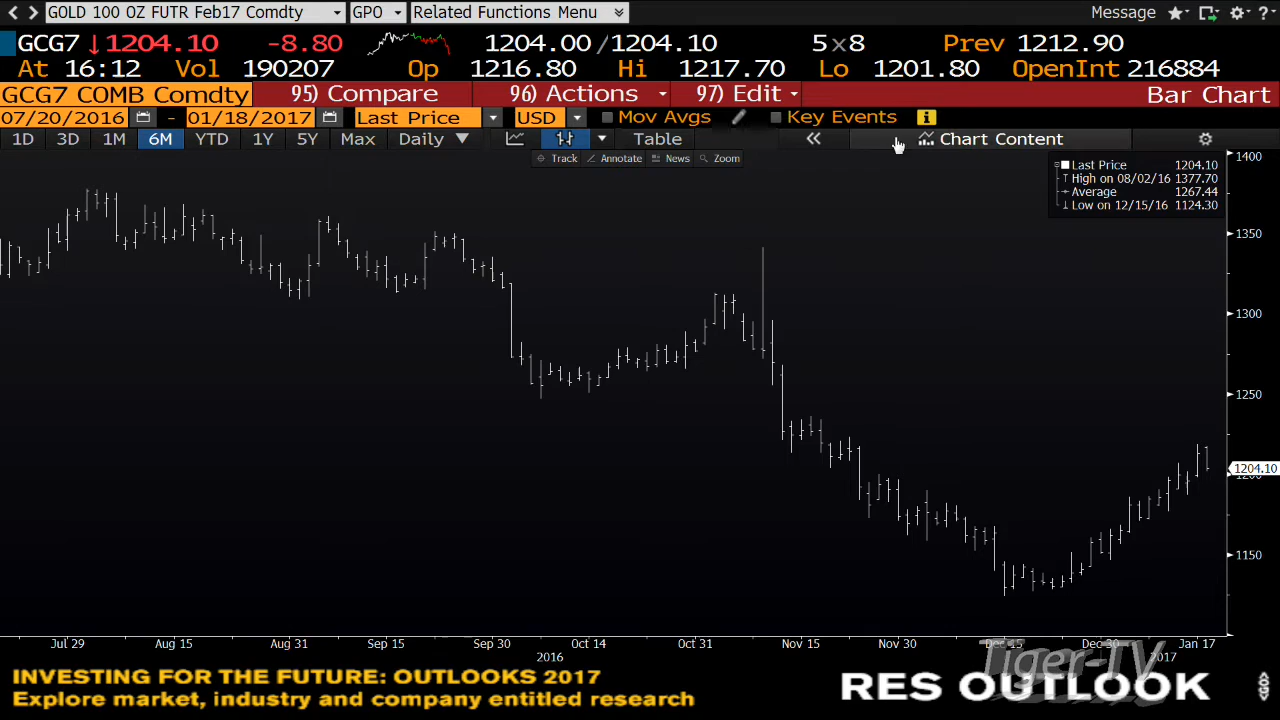 GOLD 100 OZ FUTR Feb17 Comdty GPO Related Functions Menu Message ?
GCG7 ↓1204.10 -8.80 1204.00/1204.10 5x8 Prev 1212.90
At 16:12 Vol 190207 Op 1216.80 Hi 1217.70 Lo 1201.80 OpenInt 216884
GCG7 COMB Comdty 95) Compare 96) Actions 97) Edit Bar Chart
07/20/2016 - 01/18/2017 Last Price USD Mov Avgs Key Events i
1D 3D 1M 6M YTD 1Y 5Y Max Daily ▼ Table « Chart Content
Track Annotate News Zoom
Last Price 1204.10
High on 08/02/16 1377.70
Average 1267.44
Low on 12/15/16 1124.30
1400
1350
1300
1250
1204.10
1200
1150
Jul 29 Aug 15 Aug 31 Sep 15 Sep 30 Oct 14 Oct 31 Nov 15 Nov 30 Dec 15 Dec 30 Jan 17
2016 2017
Tiger-TV
INVESTING FOR THE FUTURE: OUTLOOKS 2017
Explore market, industry and company entitled research
RES OUTLOOK